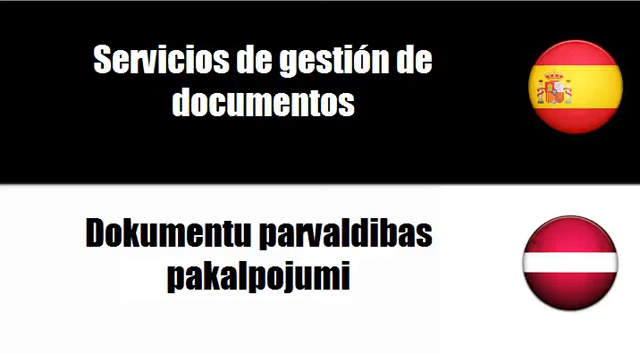 Servicios de gestión de
documentos
Dokumentu parvaldibas
pakalpojumi